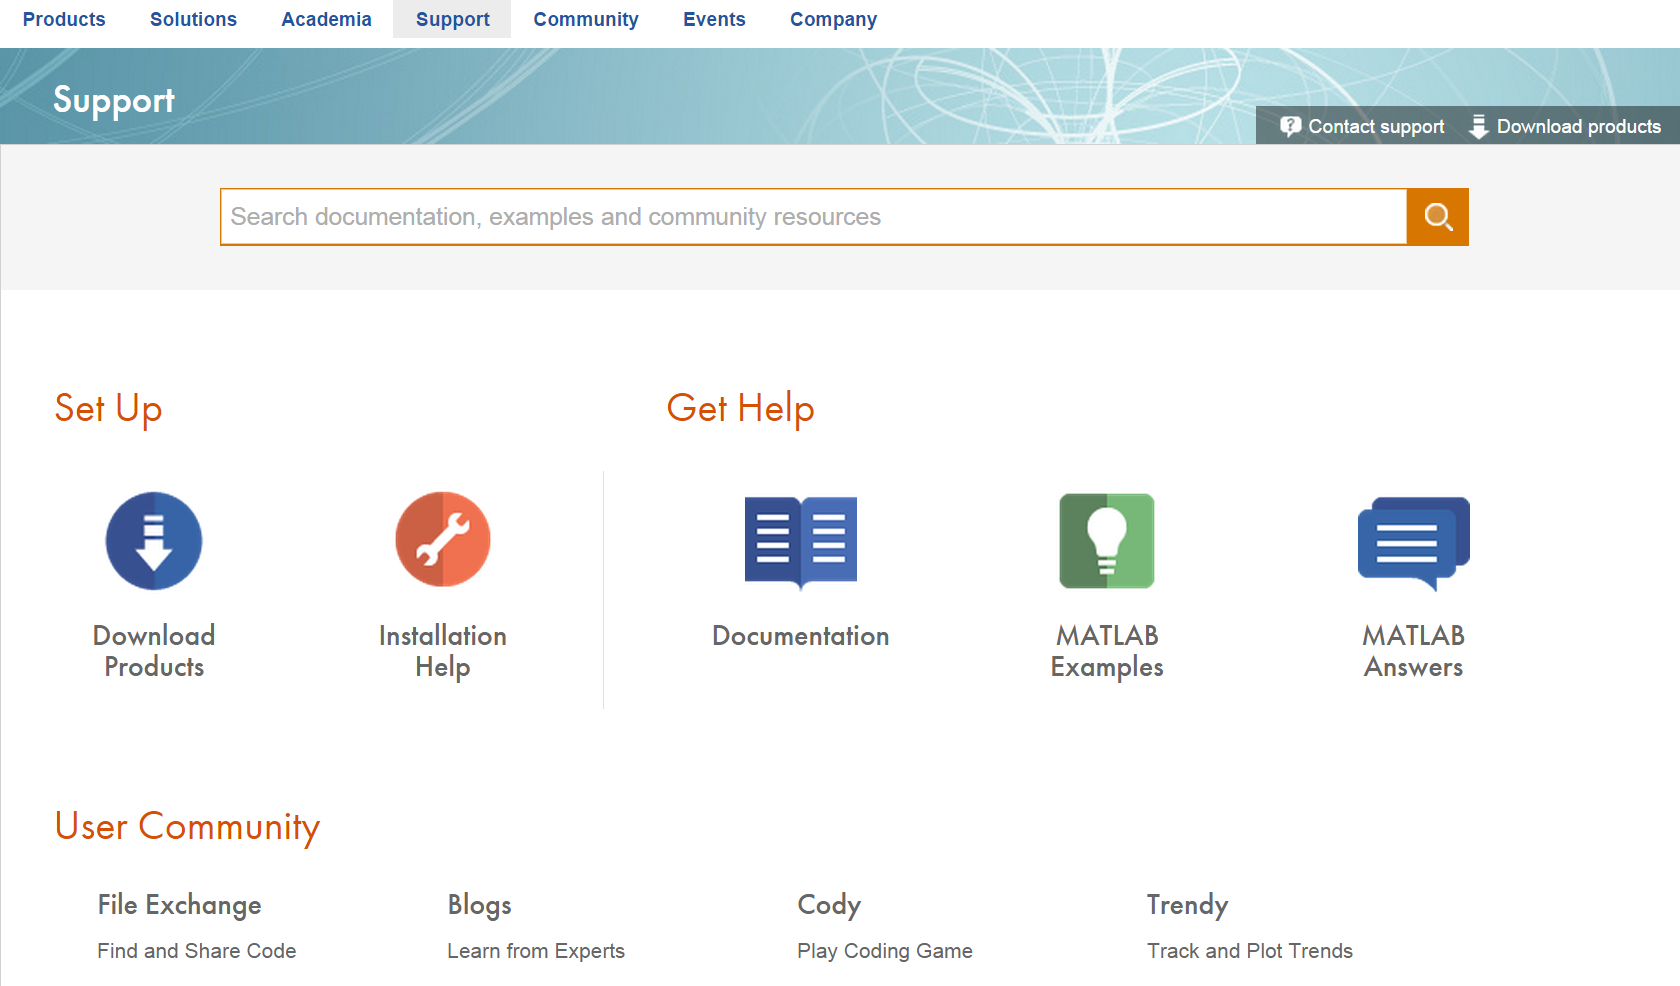 Products Solutions Academia Support Community Events Company
Support
Contact support Download products
Search documentation, examples and community resources
Set Up
Get Help
Download
Products
Installation
Help
Documentation
MATLAB
Examples
MATLAB
Answers
User Community
File Exchange
Find and Share Code
Blogs
Learn from Experts
Cody
Play Coding Game
Trendy
Track and Plot Trends